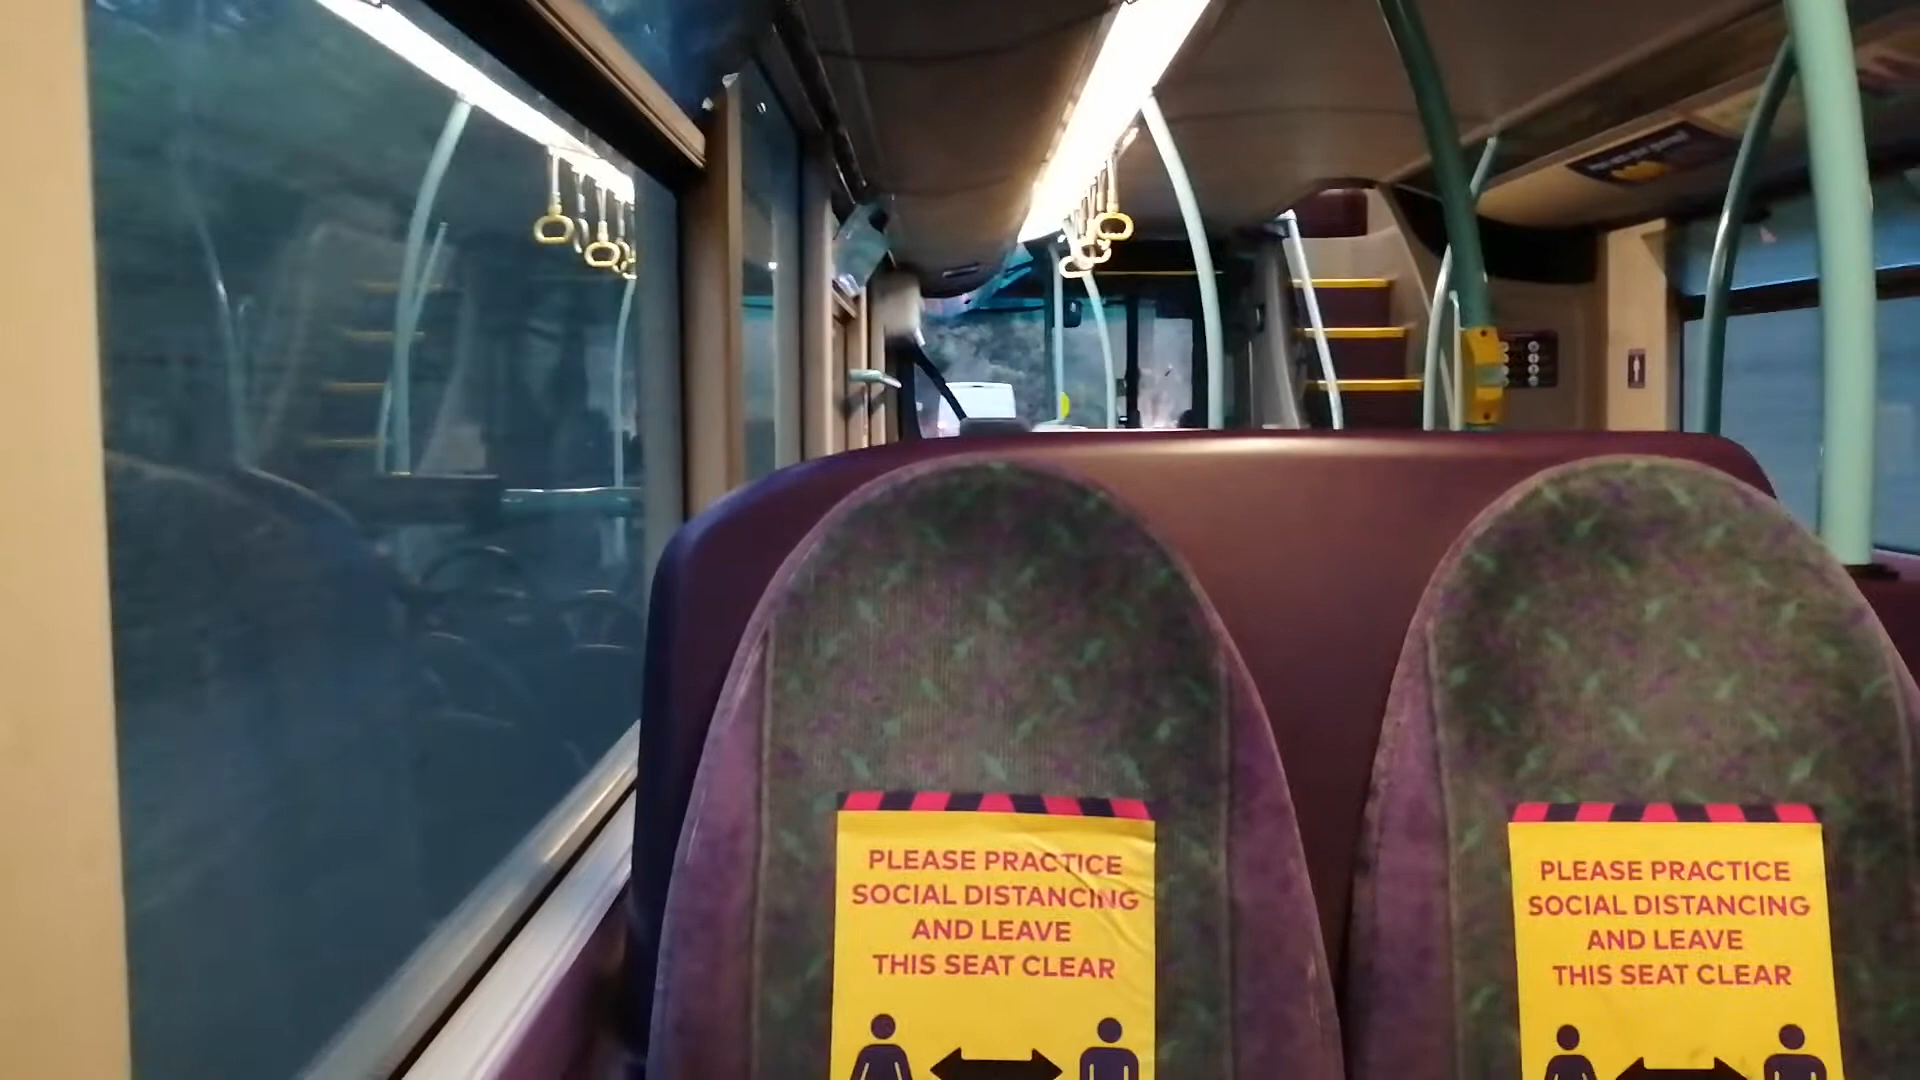 PLEASE PRACTICE
SOCIAL DISTANCING
AND LEAVE
THIS SEAT CLEAR
PLEASE PRACTICE
SOCIAL DISTANCING
AND LEAVE
THIS SEAT CLEAR